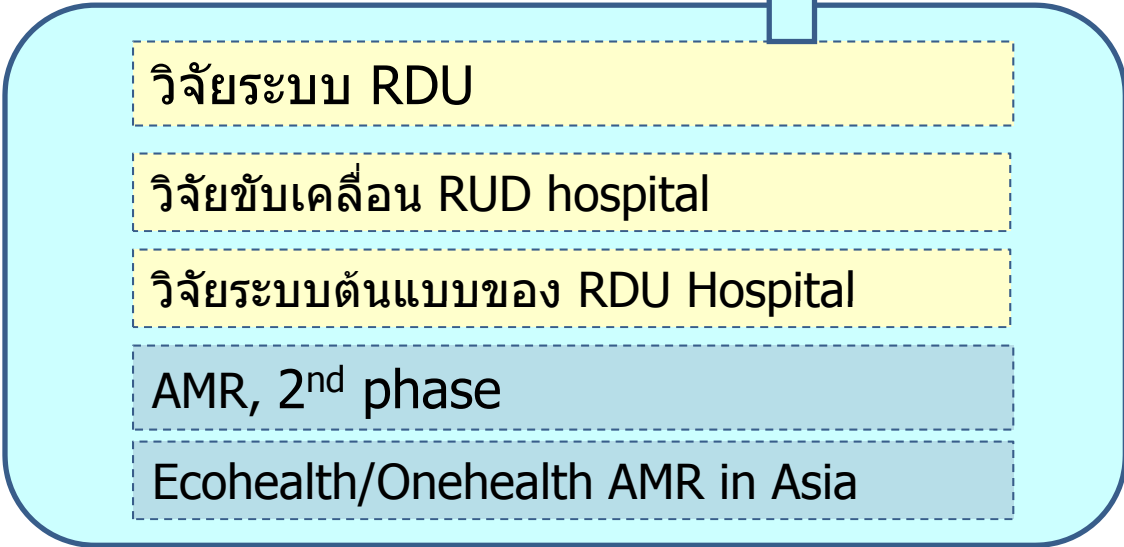 วิจัยระบบ RDU
วิจัยขับเคลื่อน RUD hospital
วิจัยระบบต้นแบบของ RDU Hospital
AMR, 2nd phase
Ecohealth/Onehealth AMR in Asia